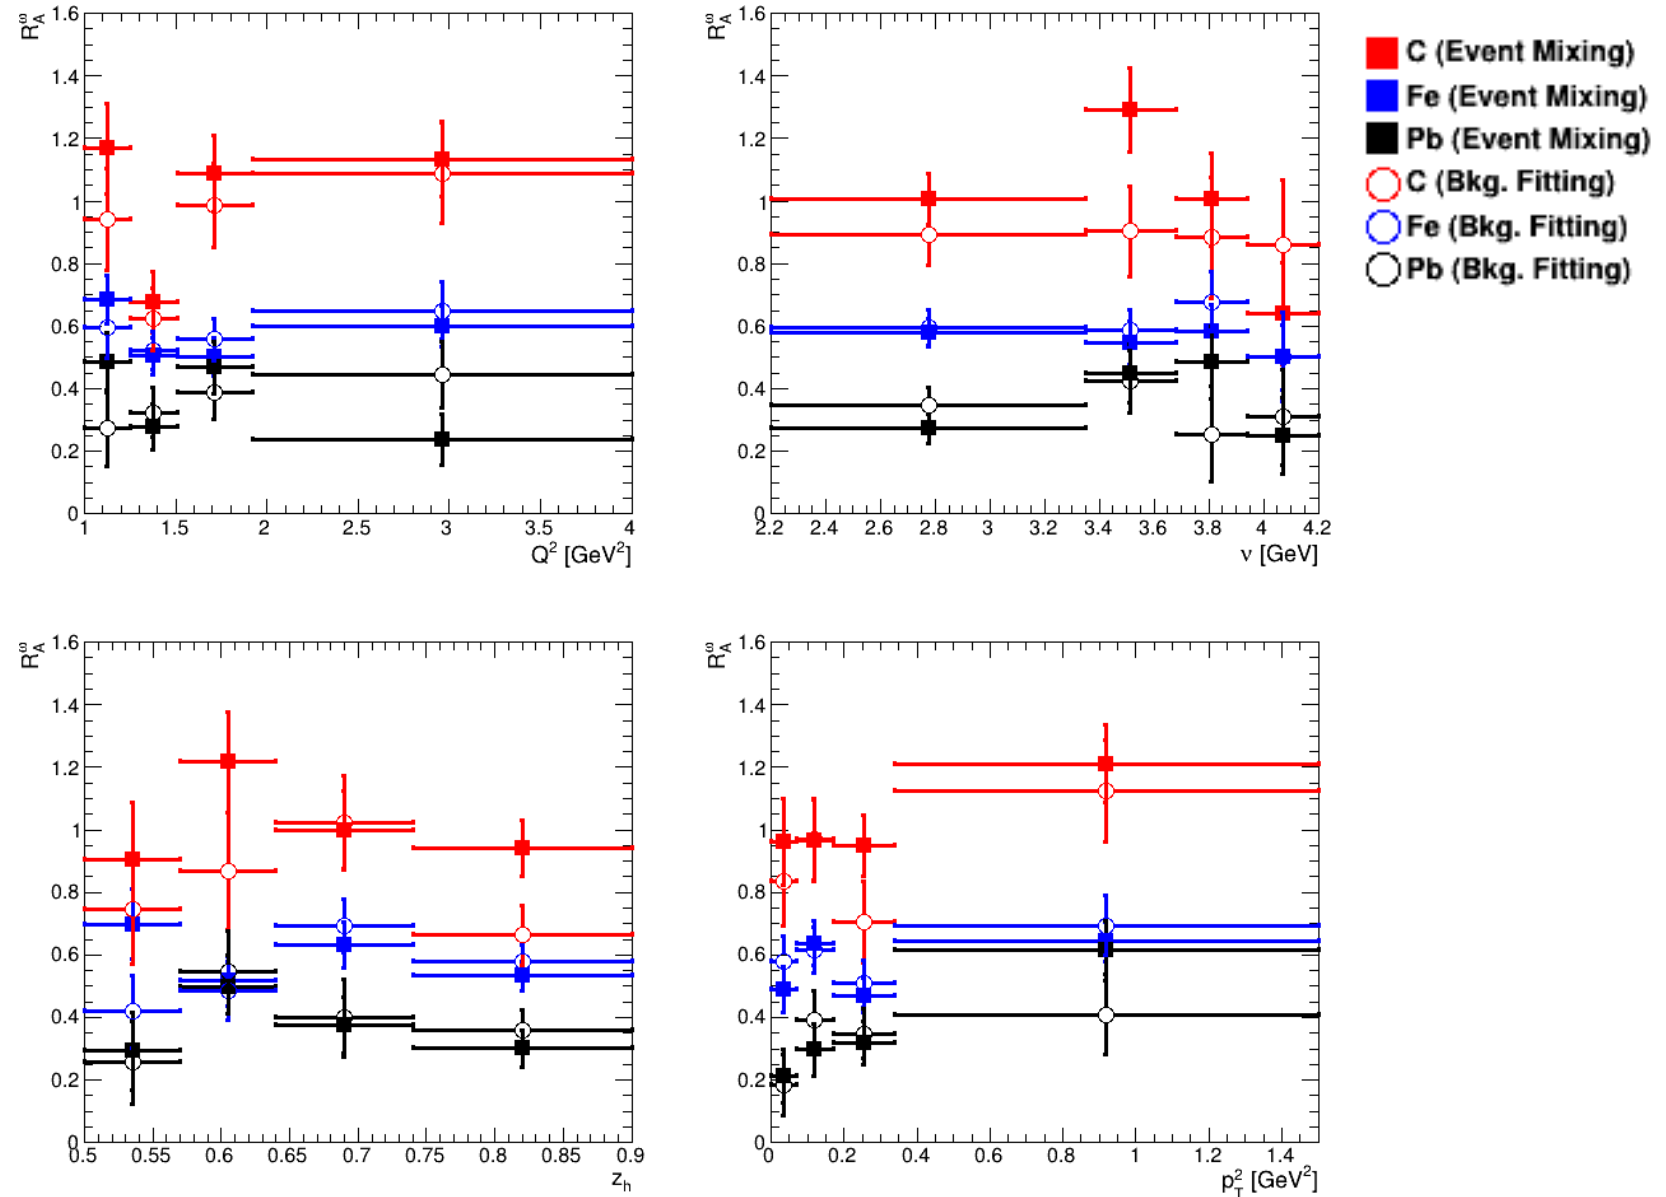 R_A^ω
1.6
1.4
1.2
1
0.8
0.6
0.4
0.2
0
1 1.5 2 2.5 3 3.5 4
Q² [GeV²]
R_A^ω
1.6
1.4
1.2
1
0.8
0.6
0.4
0.2
0
2.2 2.4 2.6 2.8 3 3.2 3.4 3.6 3.8 4 4.2
ν [GeV]
C (Event Mixing)
Fe (Event Mixing)
Pb (Event Mixing)
C (Bkg. Fitting)
Fe (Bkg. Fitting)
Pb (Bkg. Fitting)
R_A^ω
1.6
1.4
1.2
1
0.8
0.6
0.4
0.2
0
0.5 0.55 0.6 0.65 0.7 0.75 0.8 0.85 0.9
z_h
R_A^ω
1.6
1.4
1.2
1
0.8
0.6
0.4
0.2
0
0 0.2 0.4 0.6 0.8 1 1.2 1.4
p_T^2 [GeV²]